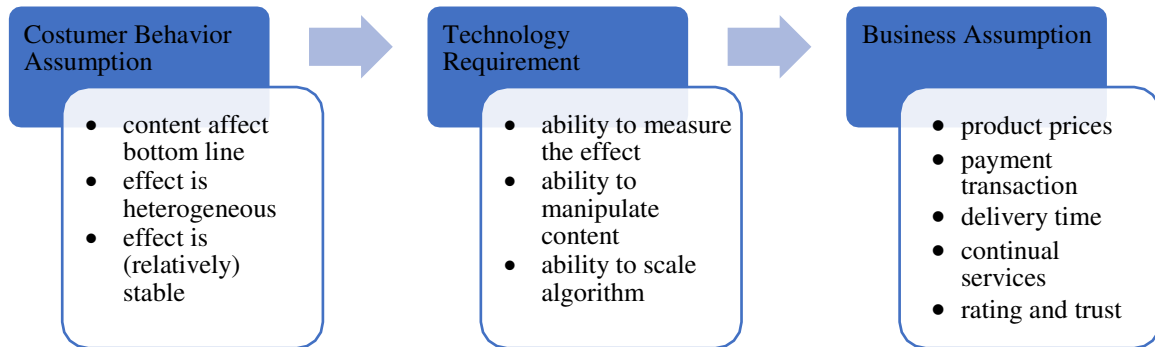 Costumer Behavior
Assumption
• content affect
bottom line
• effect is
heterogeneous
• effect is
(relatively)
stable
Technology
Requirement
• ability to measure
the effect
• ability to
manipulate
content
• ability to scale
algorithm
Business Assumption
• product prices
• payment
transaction
• delivery time
• continual
services
• rating and trust